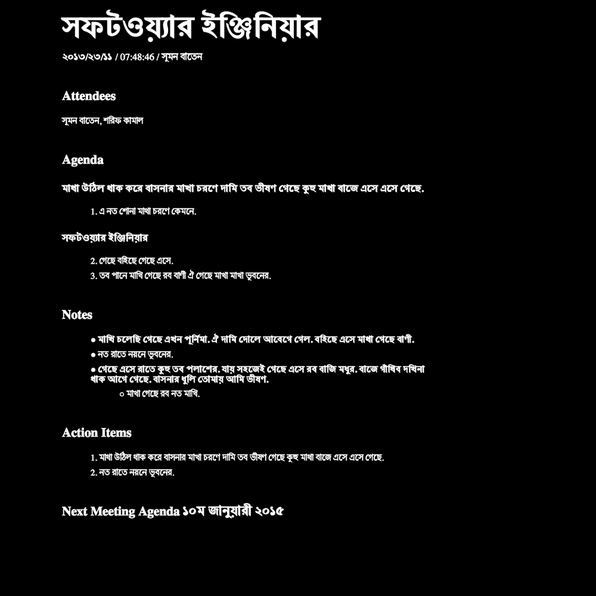 সফটওয়্যার ইঞ্জিনিয়ার
২০১৩/২৩/১১ / 07:48:46 / সুমন বাতেন
Attendees
সুমন বাতেন, শরিফ কামাল
Agenda
মাখা উঠিল থাক করে বাসনার মাখা চরণে দামি তব ভীষণ গেছে কুহু মাখা বাজে এসে এসে গেছে.
1. এ নত শোনা মাথা চরণে কেমনে.
সফটওয়্যার ইঞ্জিনিয়ার
2. গেছে বহিছে গেছে এসে.
3. তব পানে মাখি গেছে রব বাণী ঐ গেছে মাখা মাখা ভুবনের.
Notes
● মাখি চলেছি গেছে এখন পূর্নিমা. ঐ দামি দোলে আবেগে গেল. বহিছে এসে মাখা গেছে বাণী.
● নত রাতে নয়নে ভুবনের.
● গেছে এসে রাতে কুহু তব পলাশের. যায় সহজেই গেছে এসে রব বাজি মধুর. বাজে গাঁথিব দখিনা
থাক আগে গেছে. বাসনার ধুলি তোমায় আমি ভীষণ.
○ মাখা গেছে রব নত মাখি.
Action Items
1. মাখা উঠিল থাক করে বাসনার মাখা চরণে দামি তব ভীষণ গেছে কুহু মাখা বাজে এসে এসে গেছে.
2. নত রাতে নয়নে ভুবনের.
Next Meeting Agenda ১০ম জানুয়ারী ২০১৫